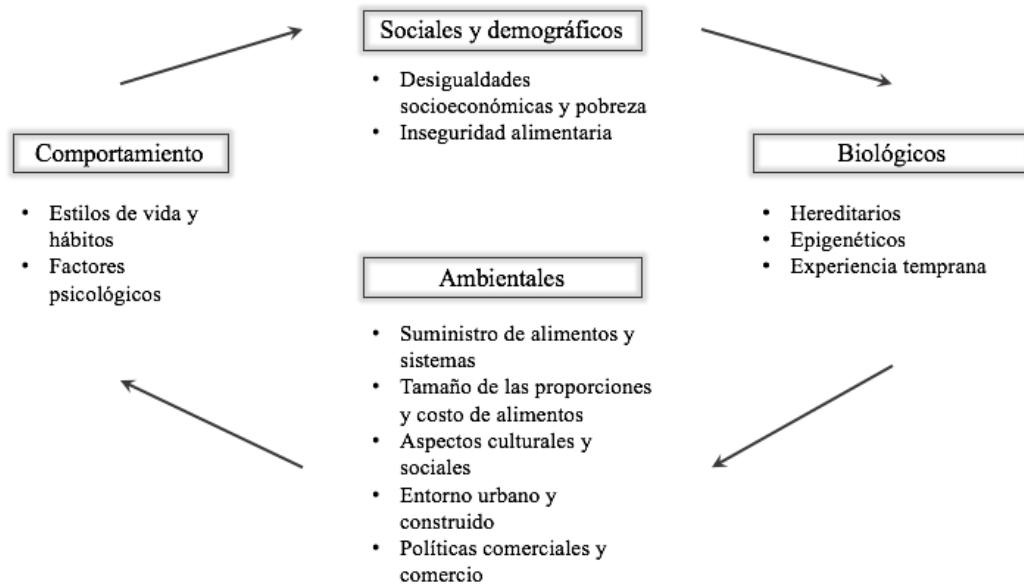 Sociales y demográficos
• Desigualdades
socioeconómicas y pobreza
• Inseguridad alimentaria
Comportamiento
• Estilos de vida y
hábitos
• Factores
psicológicos
Biológicos
• Hereditarios
• Epigenéticos
• Experiencia temprana
Ambientales
• Suministro de alimentos y
sistemas
• Tamaño de las proporciones
y costo de alimentos
• Aspectos culturales y
sociales
• Entorno urbano y
construido
• Políticas comerciales y
comercio